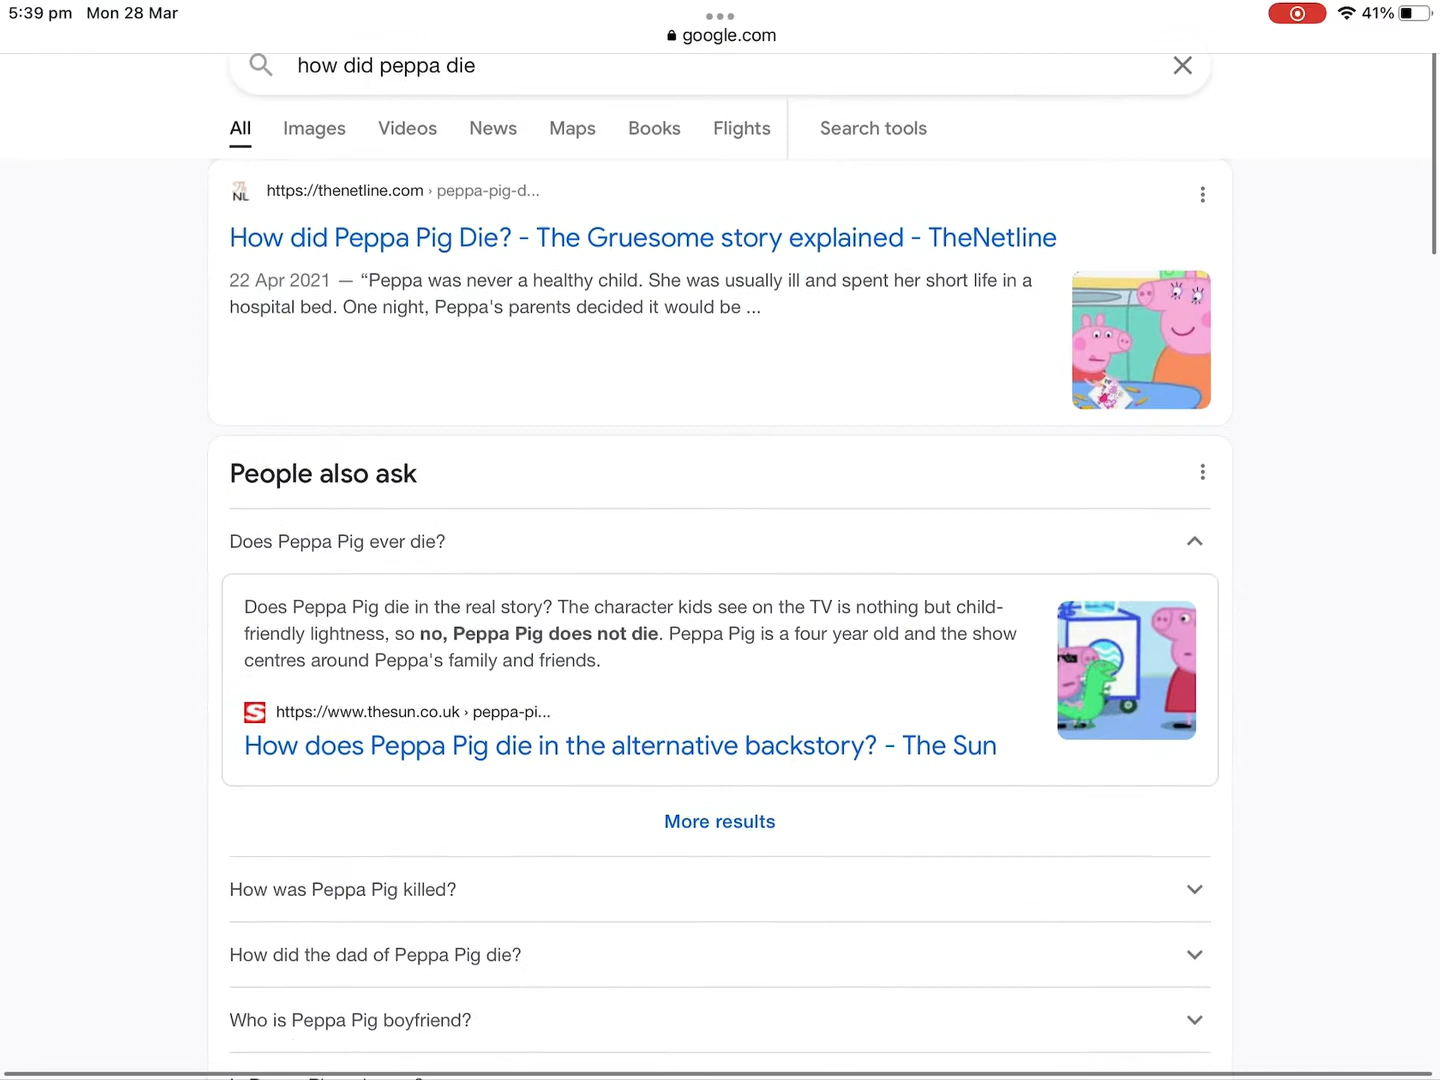 5:39 pm Mon 28 Mar
41%
google.com
how did peppa die
All Images Videos News Maps Books Flights Search tools
NL https://thenetline.com › peppa-pig-d...
How did Peppa Pig Die? - The Gruesome story explained - TheNetline
22 Apr 2021 — “Peppa was never a healthy child. She was usually ill and spent her short life in a
hospital bed. One night, Peppa's parents decided it would be ...
People also ask
Does Peppa Pig ever die?
Does Peppa Pig die in the real story? The character kids see on the TV is nothing but child-
friendly lightness, so no, Peppa Pig does not die. Peppa Pig is a four year old and the show
centres around Peppa's family and friends.
S https://www.thesun.co.uk › peppa-pi...
How does Peppa Pig die in the alternative backstory? - The Sun
More results
How was Peppa Pig killed?
How did the dad of Peppa Pig die?
Who is Peppa Pig boyfriend?